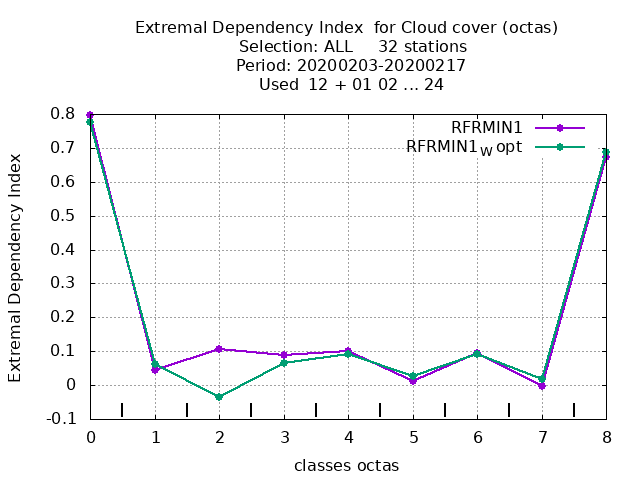 Extremal Dependency Index  for Cloud cover (octas)
Selection: ALL     32 stations
Period: 20200203-20200217
Used  12 + 01 02 ... 24
RFRMIN1
RFRMIN1W opt
Extremal Dependency Index
0.8
0.7
0.6
0.5
0.4
0.3
0.2
0.1
0
-0.1
0 1 2 3 4 5 6 7 8
classes octas